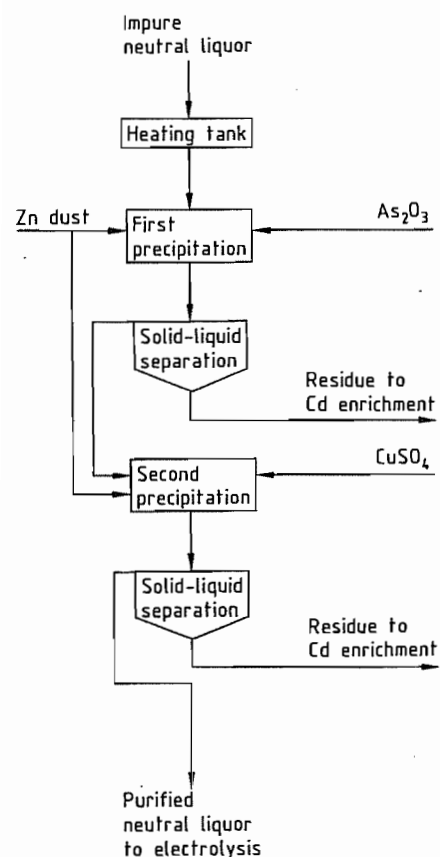 Impure
neutral liquor
Heating tank
Zn dust
As₂O₃
First
precipitation
Solid-liquid
separation
Residue to
Cd enrichment
CuSO₄
Second
precipitation
Solid-liquid
separation
Residue to
Cd enrichment
Purified
neutral liquor
to electrolysis